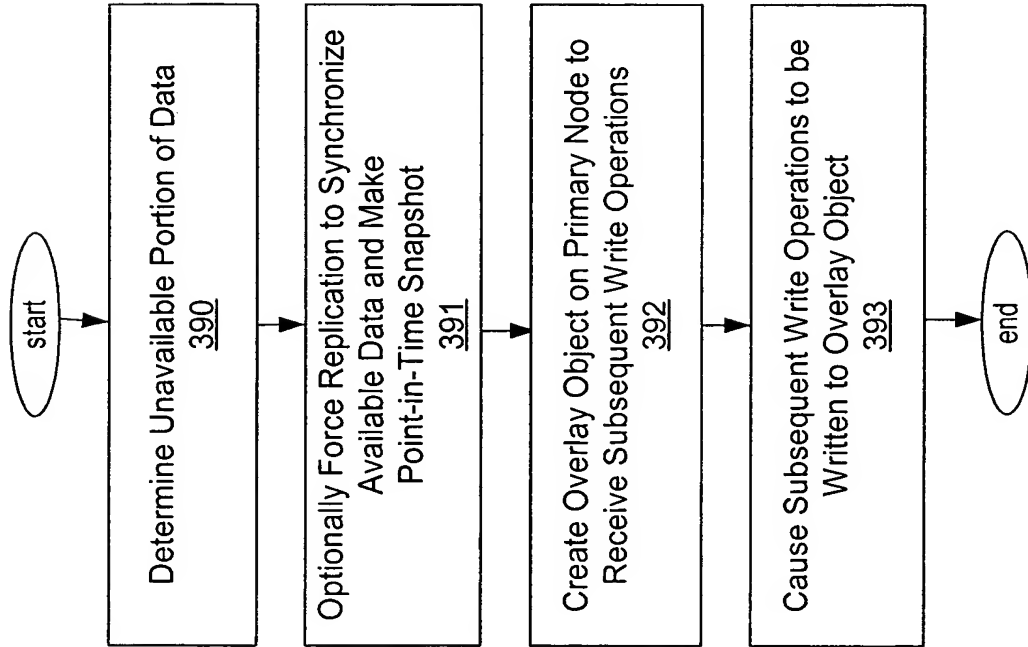 start
Determine Unavailable Portion of Data
390
Optionally Force Replication to Synchronize
Available Data and Make
Point-in-Time Snapshot
391
Create Overlay Object on Primary Node to
Receive Subsequent Write Operations
392
Cause Subsequent Write Operations to be
Written to Overlay Object
393
end